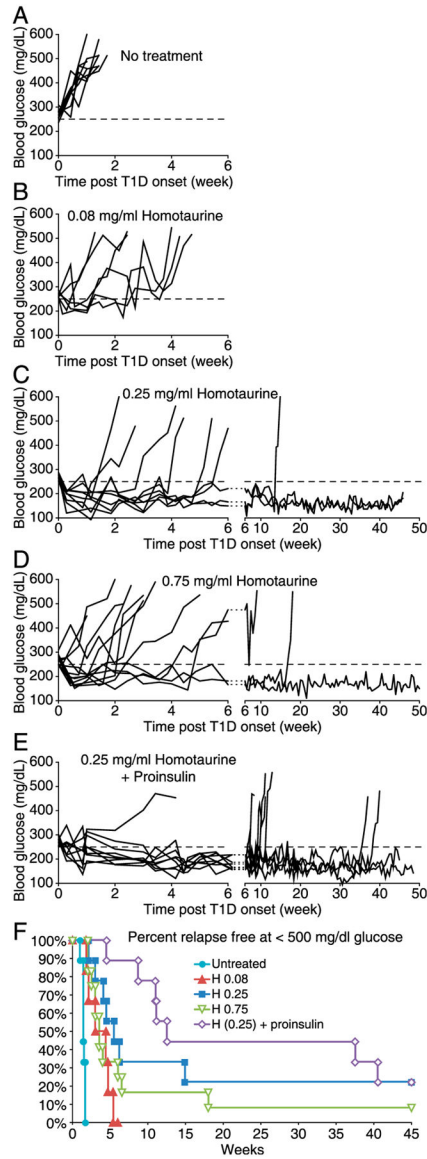 A
Blood glucose (mg/dL)
600
500
400
300
200
100
No treatment
0 2 4 6
Time post T1D onset (week)
B
Blood glucose (mg/dL)
600
500
400
300
200
100
0.08 mg/ml Homotaurine
0 2 4 6
Time post T1D onset (week)
C
Blood glucose (mg/dL)
600
500
400
300
200
100
0.25 mg/ml Homotaurine
0 2 4 6 6 10 20 30 40 50
Time post T1D onset (week)
D
Blood glucose (mg/dL)
600
500
400
300
200
100
0.75 mg/ml Homotaurine
0 2 4 6 6 10 20 30 40 50
Time post T1D onset (week)
E
Blood glucose (mg/dL)
600
500
400
300
200
100
0.25 mg/ml Homotaurine
+ Proinsulin
0 2 4 6 6 10 20 30 40 50
Time post T1D onset (week)
F
Percent relapse free at < 500 mg/dl glucose
100%
90%
80%
70%
60%
50%
40%
30%
20%
10%
0%
Untreated
H 0.08
H 0.25
H 0.75
H (0.25) + proinsulin
0 5 10 15 20 25 30 35 40 45
Weeks